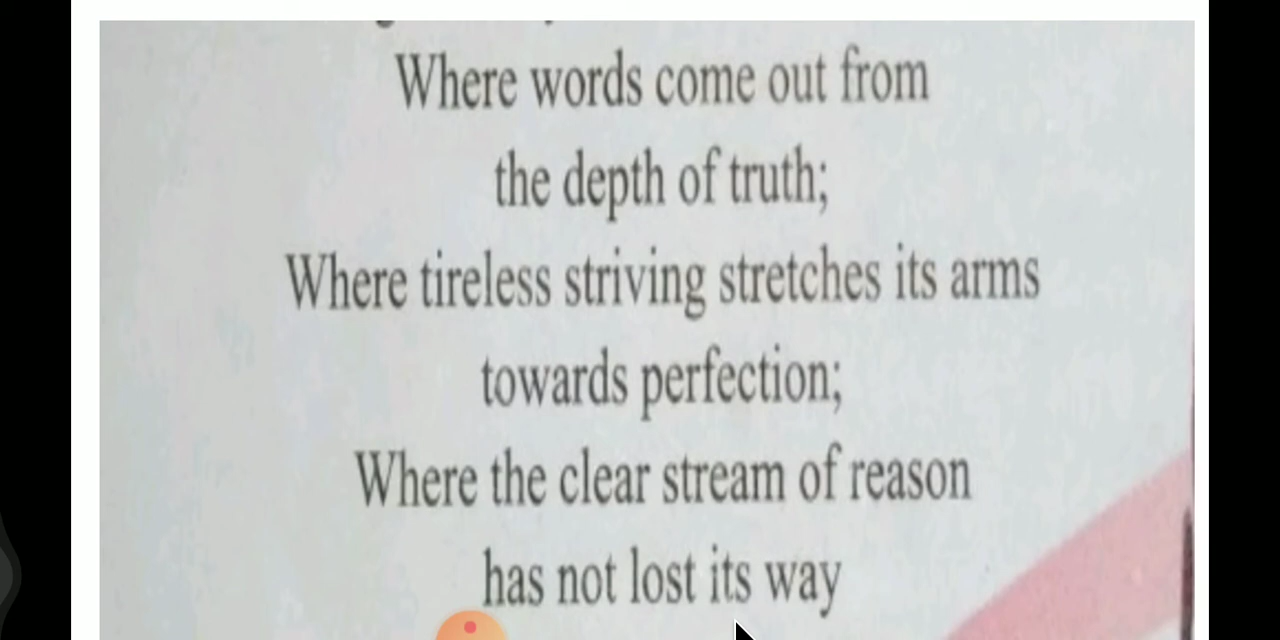 Where words come out from
the depth of truth;
Where tireless striving stretches its arms
towards perfection;
Where the clear stream of reason
has not lost its way